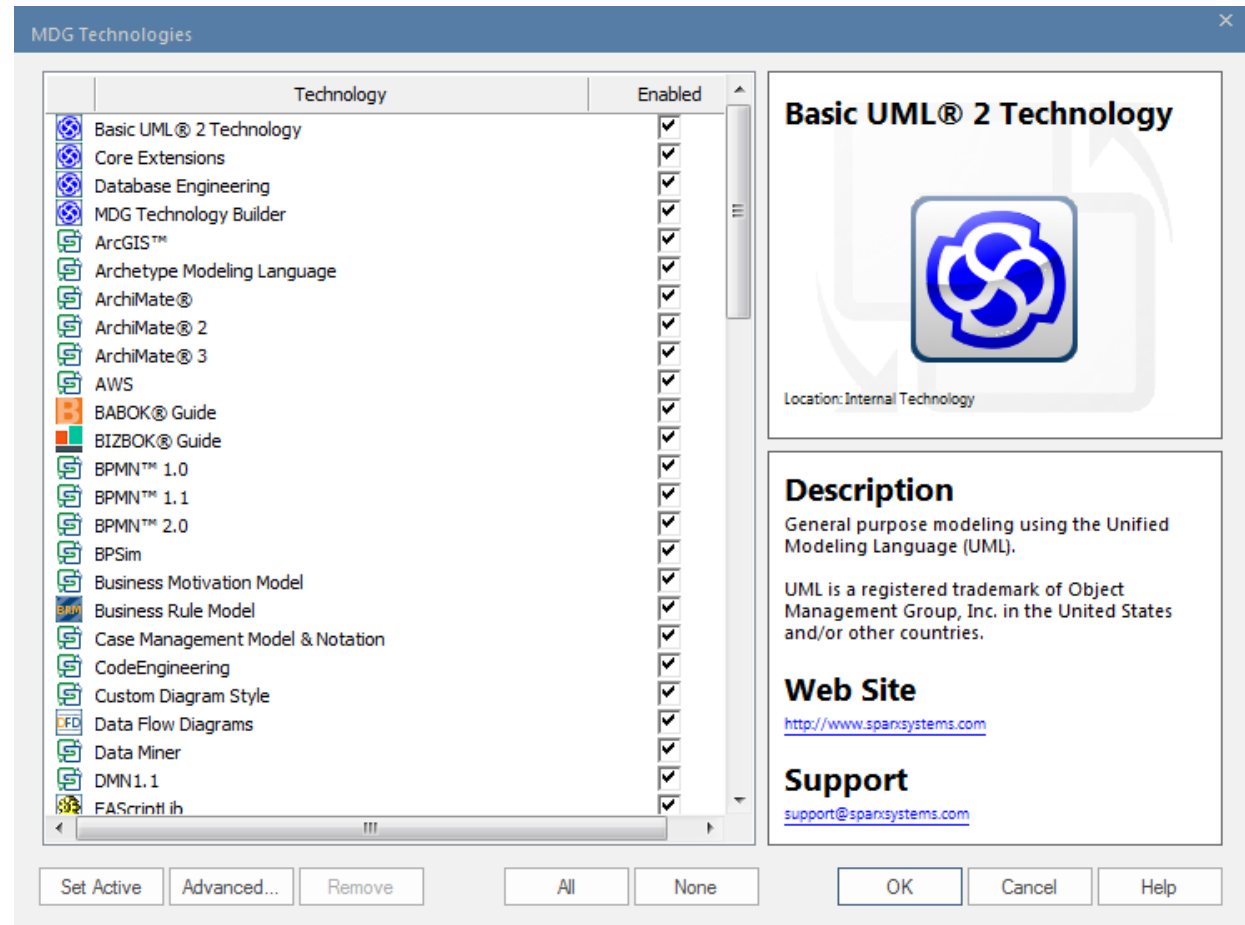 MDG Technologies
Technology Enabled
Basic UML® 2 Technology
Core Extensions
Database Engineering
MDG Technology Builder
ArcGIS™
Archetype Modeling Language
ArchiMate®
ArchiMate® 2
ArchiMate® 3
AWS
B BABOK® Guide
BIZBOK® Guide
BPMN™ 1.0
BPMN™ 1.1
BPMN™ 2.0
BPSim
Business Motivation Model
BRM Business Rule Model
Case Management Model & Notation
CodeEngineering
Custom Diagram Style
DFD Data Flow Diagrams
Data Miner
DMN1.1
EAScriptLib
Basic UML® 2 Technology
Location: Internal Technology
Description
General purpose modeling using the Unified
Modeling Language (UML).
UML is a registered trademark of Object
Management Group, Inc. in the United States
and/or other countries.
Web Site
http://www.sparxsystems.com
Support
support@sparxsystems.com
Set Active Advanced... Remove All None OK Cancel Help